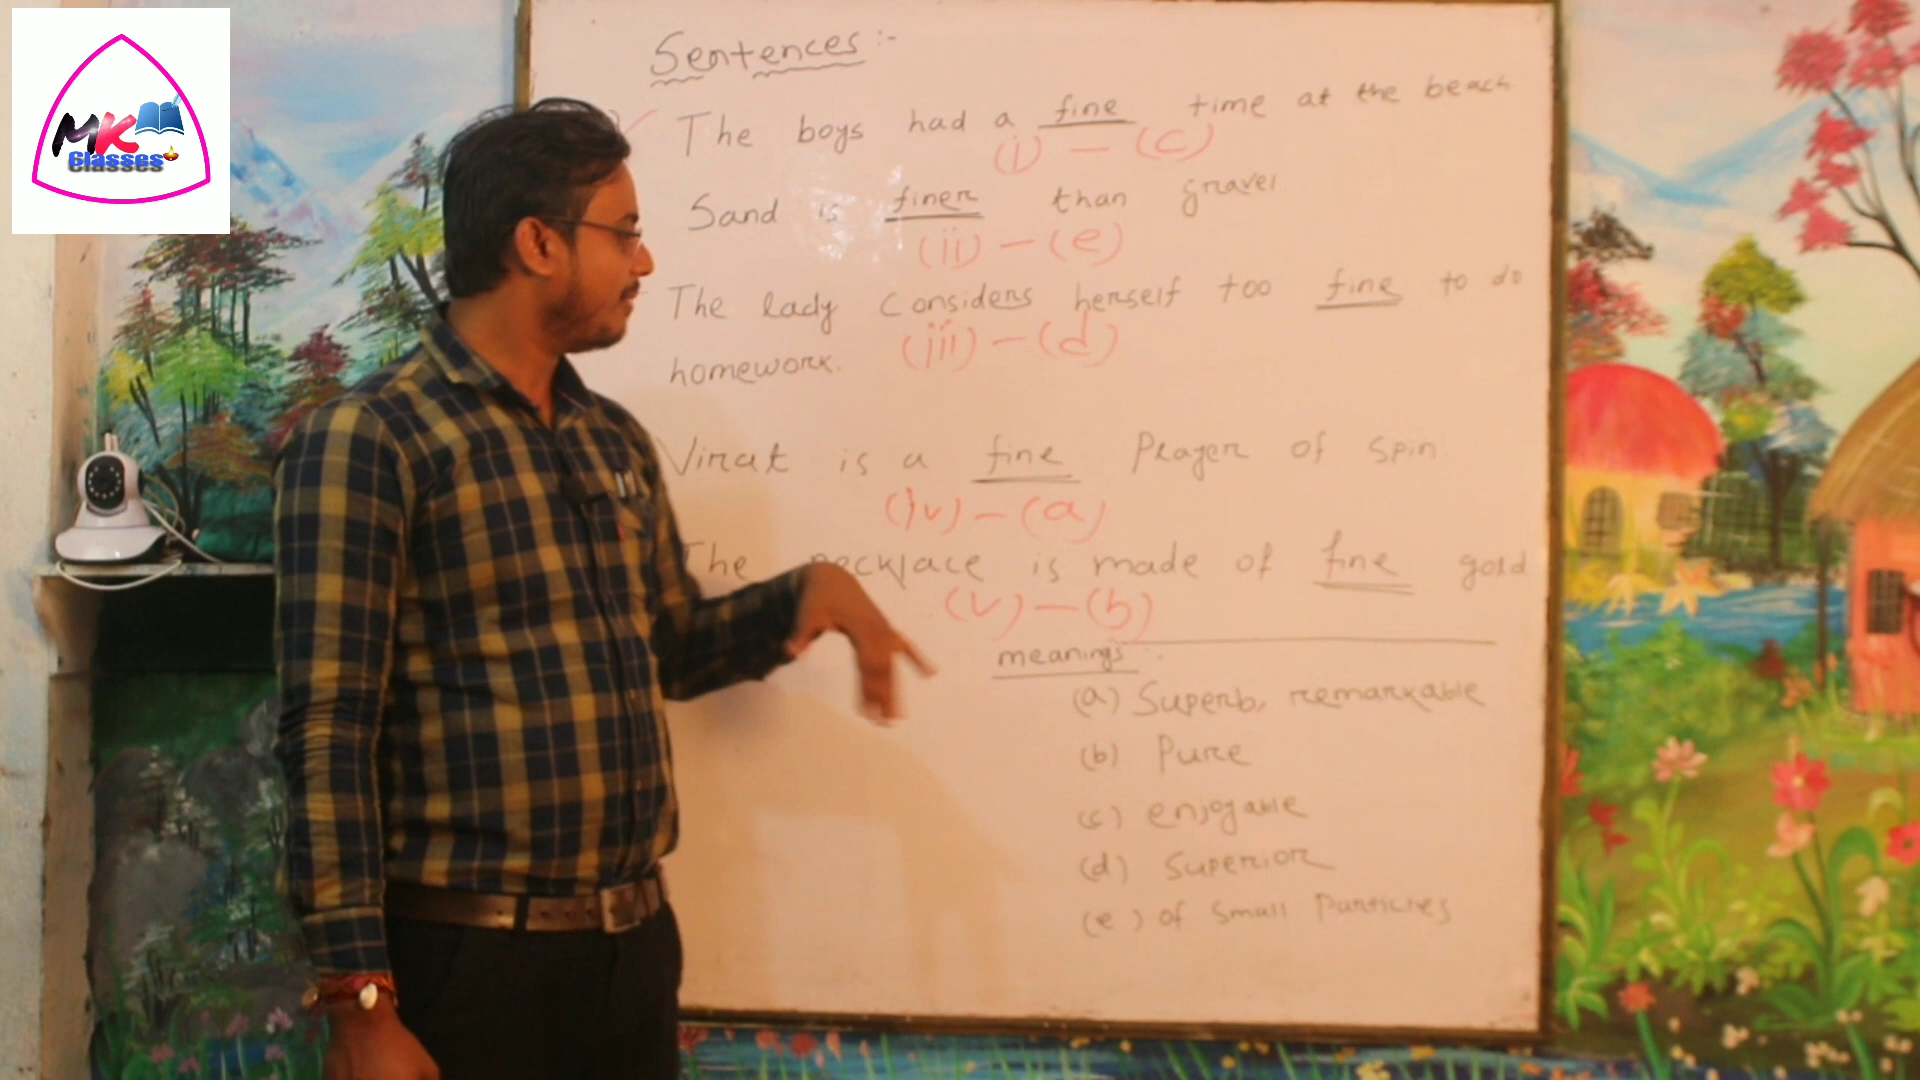 MK
Classes
Sentences :-
The boys had a fine time at the beach
(i) - (c)
Sand is finer than gravel.
(ii) - (e)
The lady considers herself too fine to do
homework. (iii) - (d)
Virat is a fine Player of spin
(iv) - (a)
The necklace is made of fine gold
(v) - (b)
meanings :-
(a) Superb, remarkable
(b) Pure
(c) enjoyable
(d) Superior
(e) of small Particles